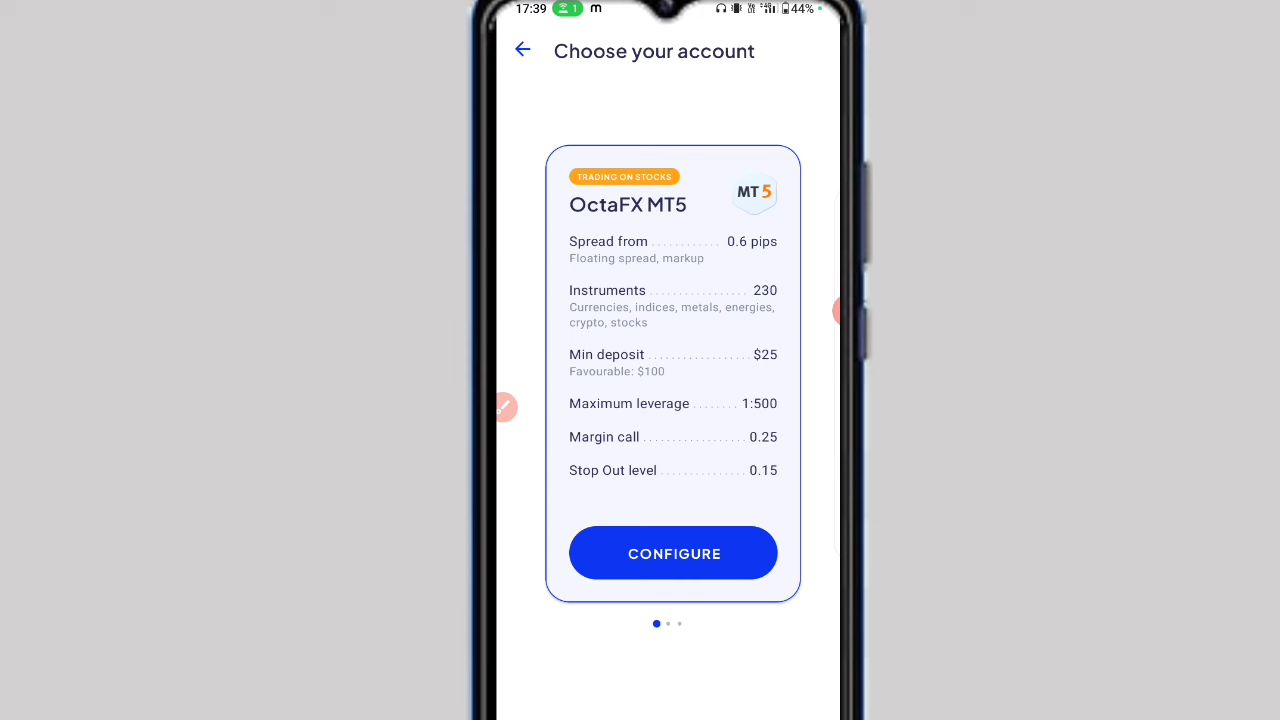 17:39 1 m 44%
Choose your account
TRADING ON STOCKS
MT5
OctaFX MT5
Spread from ............ 0.6 pips
Floating spread, markup
Instruments ................. 230
Currencies, indices, metals, energies,
crypto, stocks
Min deposit .................. $25
Favourable: $100
Maximum leverage ........ 1:500
Margin call ................... 0.25
Stop Out level ............... 0.15
CONFIGURE